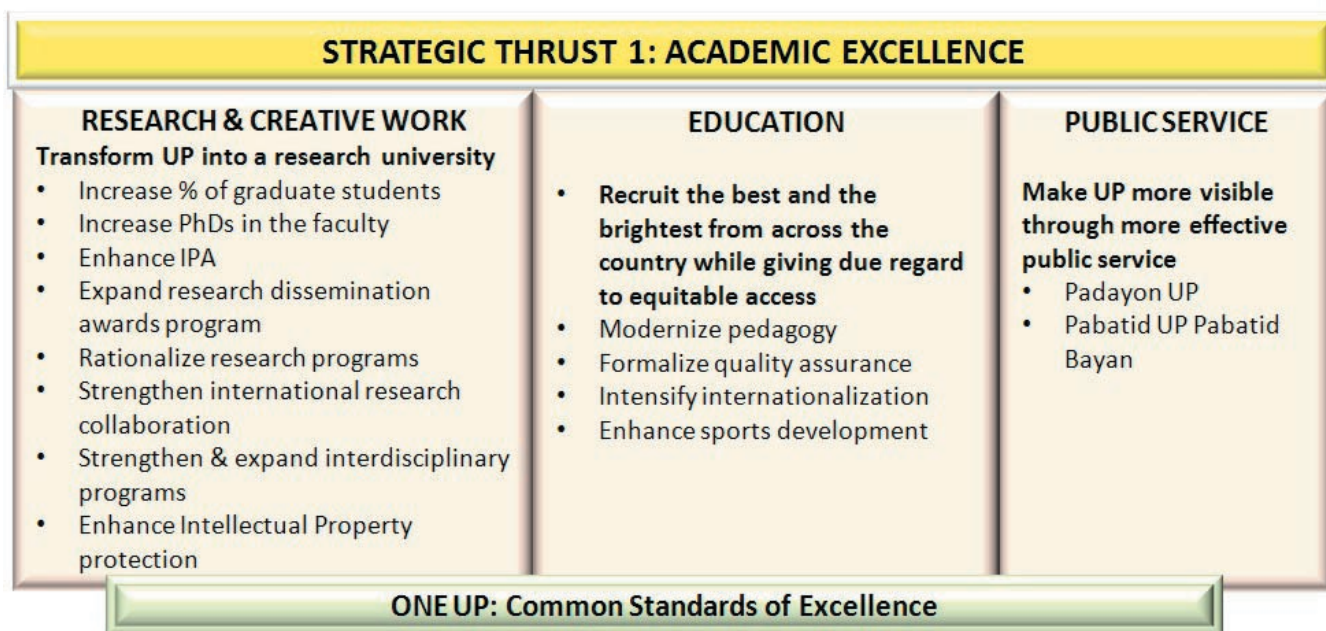 STRATEGIC THRUST 1: ACADEMIC EXCELLENCE
RESEARCH & CREATIVE WORK
Transform UP into a research university
• Increase % of graduate students
• Increase PhDs in the faculty
• Enhance IPA
• Expand research dissemination
awards program
• Rationalize research programs
• Strengthen international research
collaboration
• Strengthen & expand interdisciplinary
programs
• Enhance Intellectual Property
protection
EDUCATION
• Recruit the best and the
brightest from across the
country while giving due regard
to equitable access
• Modernize pedagogy
• Formalize quality assurance
• Intensify internationalization
• Enhance sports development
PUBLIC SERVICE
Make UP more visible
through more effective
public service
• Padayon UP
• Pabatid UP Pabatid
Bayan
ONE UP: Common Standards of Excellence